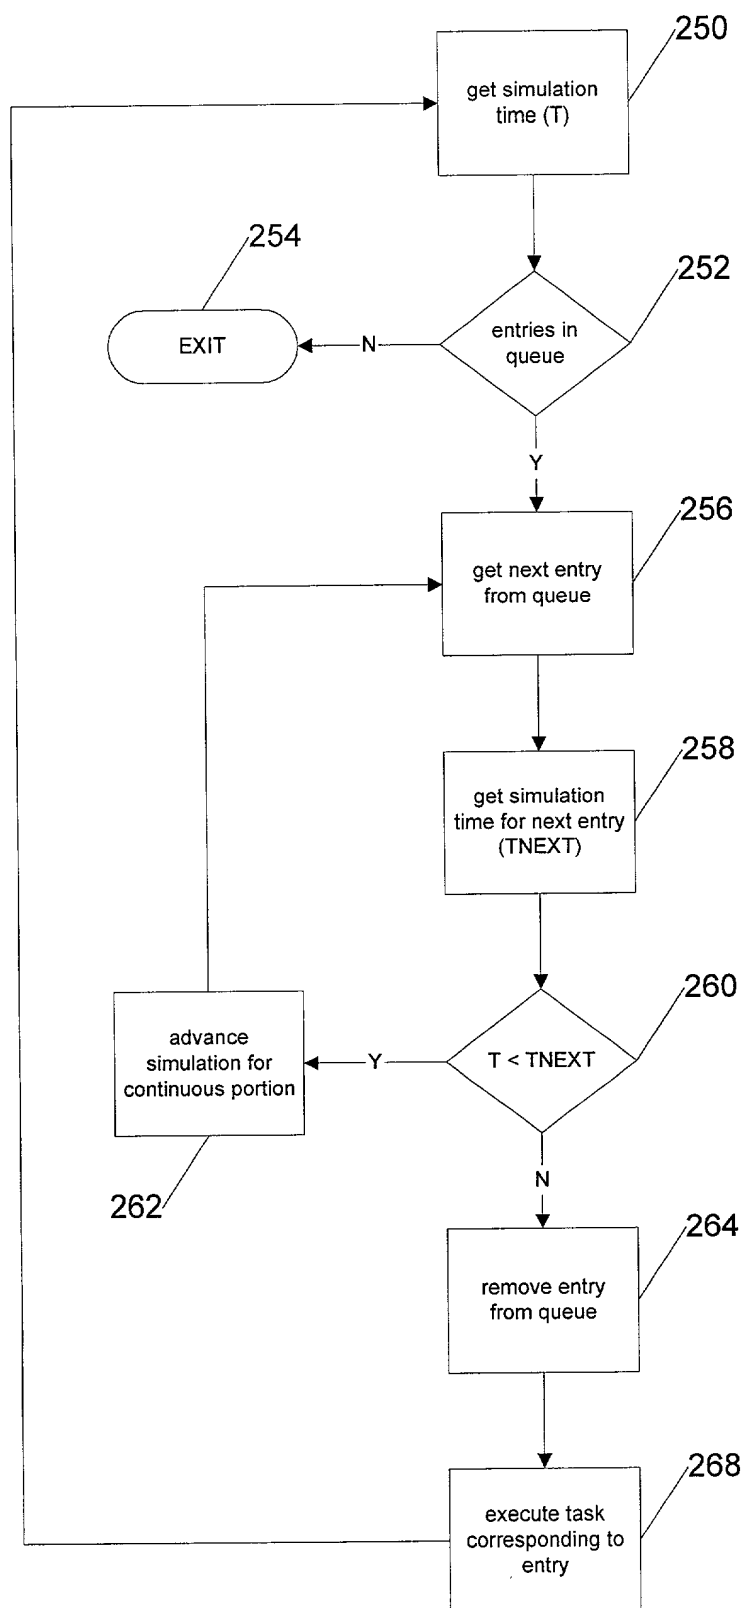 250
get simulation
time (T)
254
252
EXIT
N
entries in
queue
Y
256
get next entry
from queue
258
get simulation
time for next entry
(TNEXT)
260
advance
simulation for
continuous portion
Y
T < TNEXT
262
N
264
remove entry
from queue
268
execute task
corresponding to
entry